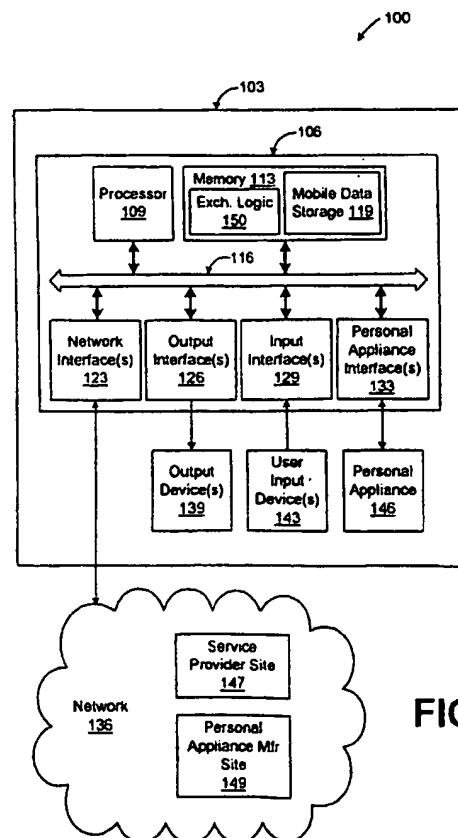 100
103
106
Processor
109
Memory 113
Exch. Logic
150
Mobile Data
Storage 119
116
Network
Interface(s)
123
Output
Interface(s)
126
Input
Interface(s)
129
Personal
Appliance
Interface(s)
133
Output
Device(s)
139
User
Input
Device(s)
143
Personal
Appliance
146
Network
136
Service
Provider Site
147
Personal
Appliance Mfr
Site
149
FIG